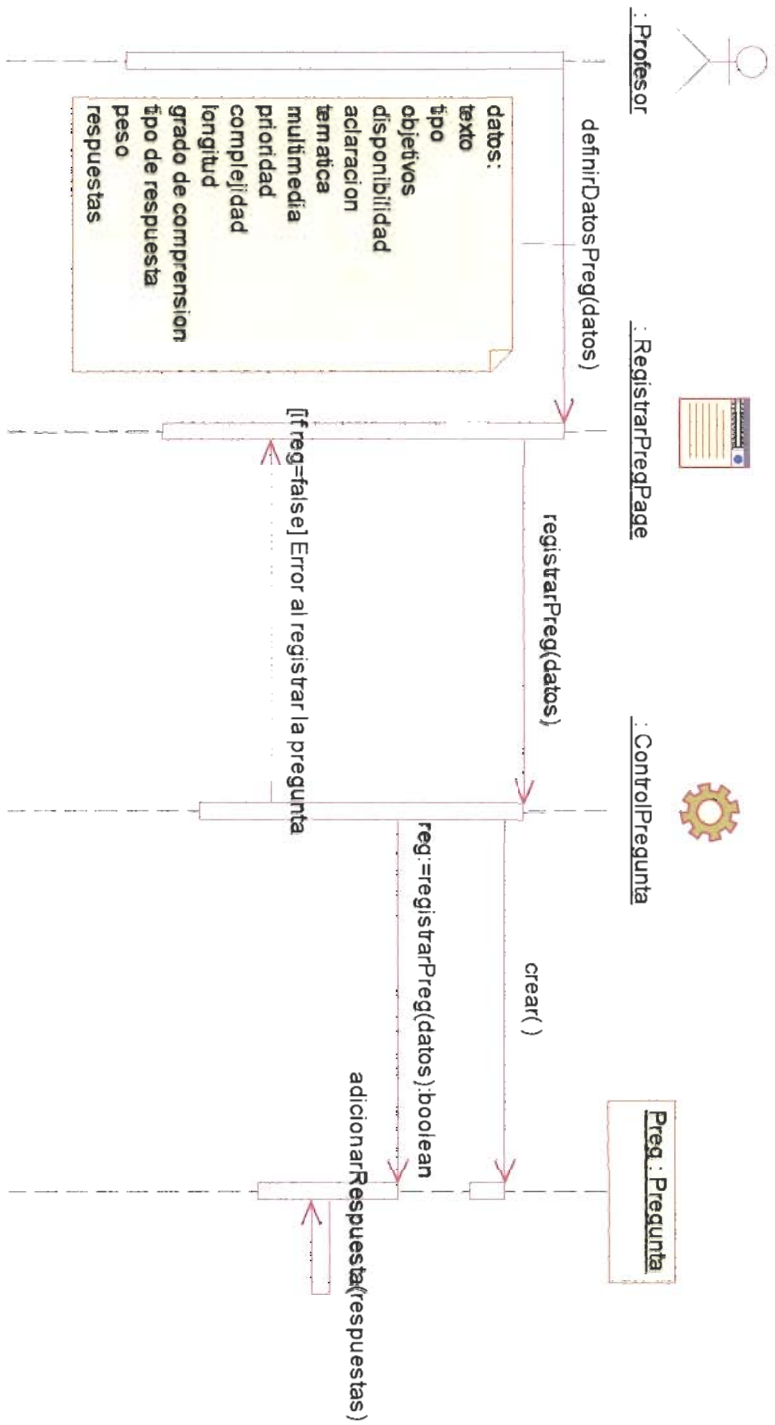 : Profesor
: RegistrarPregPage
: ControlPregunta
Preg : Pregunta
definirDatosPreg(datos)
datos:
texto
tipo
objetivos
disponibilidad
aclaracion
tematica
multimedia
prioridad
complejidad
longitud
grado de comprension
tipo de respuesta
peso
respuestas
registrarPreg(datos)
crear( )
reg:=registrarPreg(datos):boolean
[if reg=false] Error al registrar la pregunta
adicionarRespuesta(respuestas)